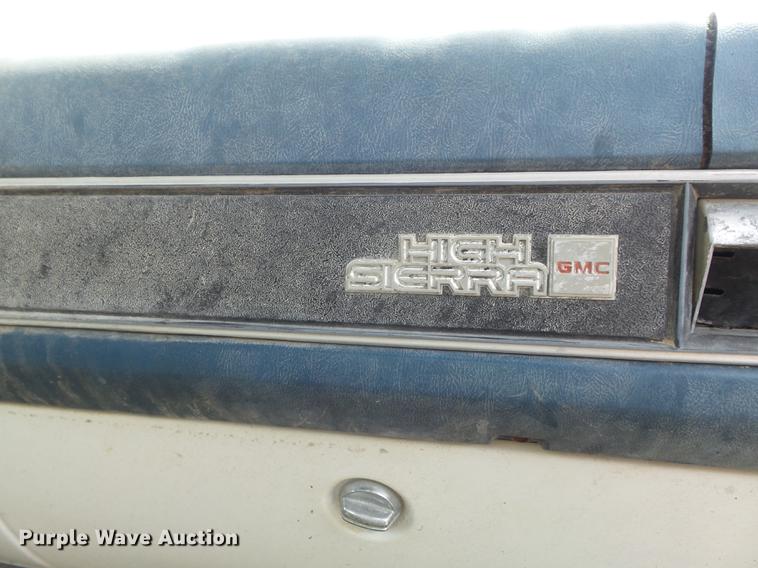 HIGH
SIERRA GMC
Purple Wave Auction